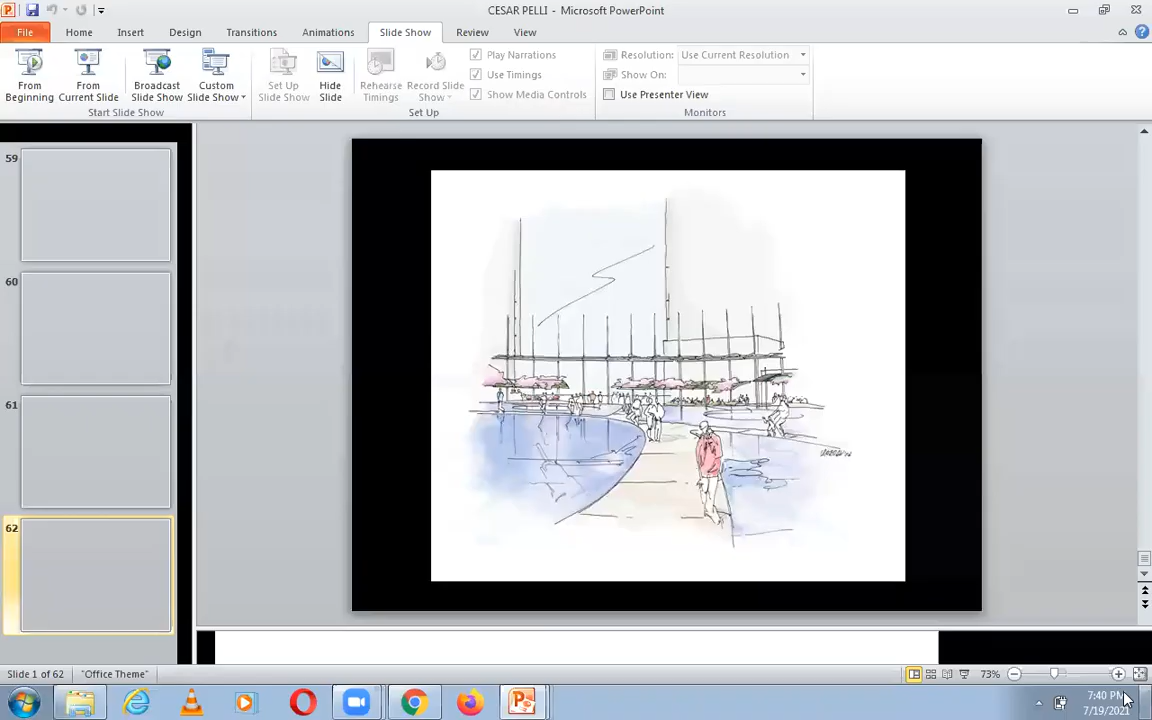 CESAR PELLI - Microsoft PowerPoint
File Home Insert Design Transitions Animations Slide Show Review View
From Beginning
From Current Slide
Broadcast Slide Show
Custom Slide Show
Set Up Slide Show
Hide Slide
Rehearse Timings
Record Slide Show
Play Narrations
Use Timings
Show Media Controls
Resolution: Use Current Resolution
Show On:
Use Presenter View
Start Slide Show Set Up Monitors
59
60
61
62
Slide 1 of 62 "Office Theme" 73%
7:40 PM
7/19/2021